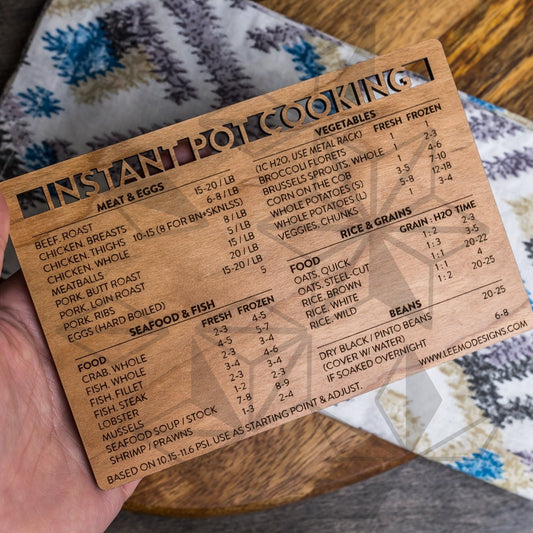 INSTANT POT COOKING
MEAT & EGGS
BEEF, ROAST 15-20 / LB
CHICKEN, BREASTS 6-8 / LB
CHICKEN, THIGHS 10-15 (8 FOR BN+SKNLSS)
CHICKEN, WHOLE 8 / LB
MEATBALLS 5 / LB
PORK, BUTT ROAST 15 / LB
PORK, LOIN ROAST 20 / LB
PORK, RIBS 15-20 / LB
EGGS (HARD BOILED) 5
SEAFOOD & FISH
FOOD FRESH FROZEN
CRAB, WHOLE 2-3 4-5
FISH, WHOLE 3-4 5-7
FISH, FILLET 2-3 3-4
FISH, STEAK 3-4 4-6
LOBSTER 2-3 3-4
MUSSELS 1-2 2-3
SEAFOOD SOUP / STOCK 7-8 8-9
SHRIMP / PRAWNS 1-3 2-4
BASED ON 10.15-11.6 PSI. USE AS STARTING POINT & ADJUST.
VEGETABLES
(1C H2O, USE METAL RACK) FRESH FROZEN
BROCCOLI FLORETS 1 1
BRUSSELS SPROUTS, WHOLE 1 2-3
CORN ON THE COB 1 4-6
WHOLE POTATOES (S) 3-5 7-10
WHOLE POTATOES (L) 5-8 12-18
VEGGIES, CHUNKS 1 3-4
RICE & GRAINS
FOOD GRAIN : H2O TIME
OATS, QUICK 1:2
OATS, STEEL-CUT 1:3 3-5
RICE, BROWN 20-22
RICE, WHITE 1:1 4
RICE, WILD 1:2 20-25
BEANS
DRY BLACK / PINTO BEANS 20-25
(COVER W/ WATER)
IF SOAKED OVERNIGHT 6-8
WWW.LEEMODESIGNS.COM